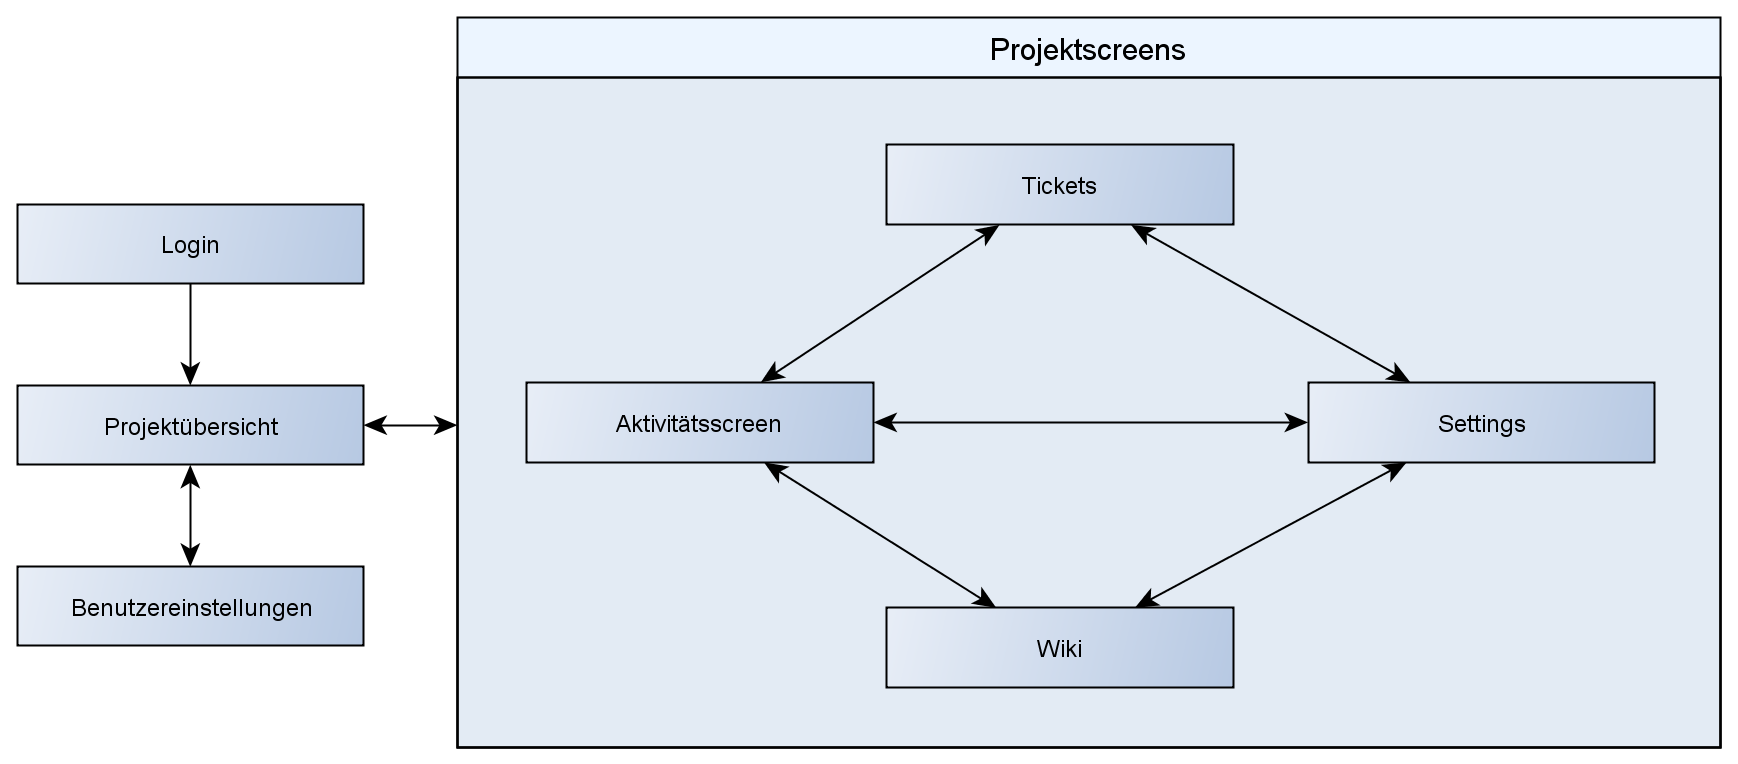 Projektscreens
Tickets
Login
Projektübersicht
Aktivitätsscreen
Settings
Benutzereinstellungen
Wiki